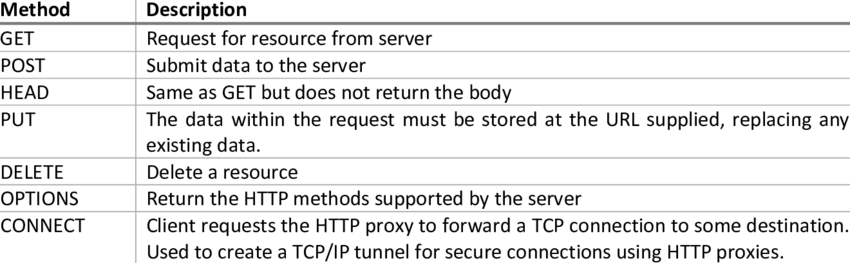 Method Description
GET Request for resource from server
POST Submit data to the server
HEAD Same as GET but does not return the body
PUT The data within the request must be stored at the URL supplied, replacing any
existing data.
DELETE Delete a resource
OPTIONS Return the HTTP methods supported by the server
CONNECT Client requests the HTTP proxy to forward a TCP connection to some destination.
Used to create a TCP/IP tunnel for secure connections using HTTP proxies.